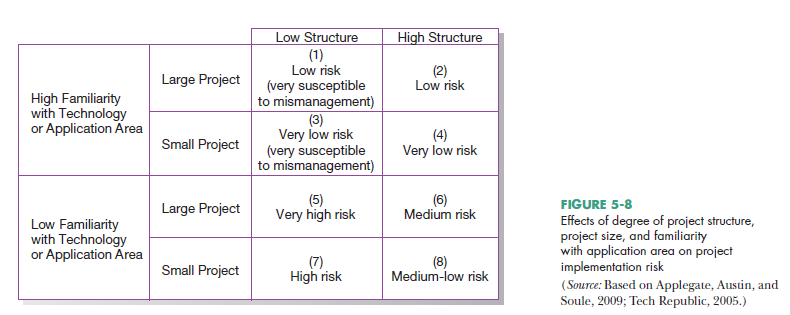 Low Structure
High Structure
High Familiarity
with Technology
or Application Area
Large Project
(1)
Low risk
(very susceptible
to mismanagement)
(2)
Low risk
Small Project
(3)
Very low risk
(very susceptible
to mismanagement)
(4)
Very low risk
Low Familiarity
with Technology
or Application Area
Large Project
(5)
Very high risk
(6)
Medium risk
Small Project
(7)
High risk
(8)
Medium-low risk
FIGURE 5-8
Effects of degree of project structure,
project size, and familiarity
with application area on project
implementation risk
(Source: Based on Applegate, Austin, and
Soule, 2009; Tech Republic, 2005.)